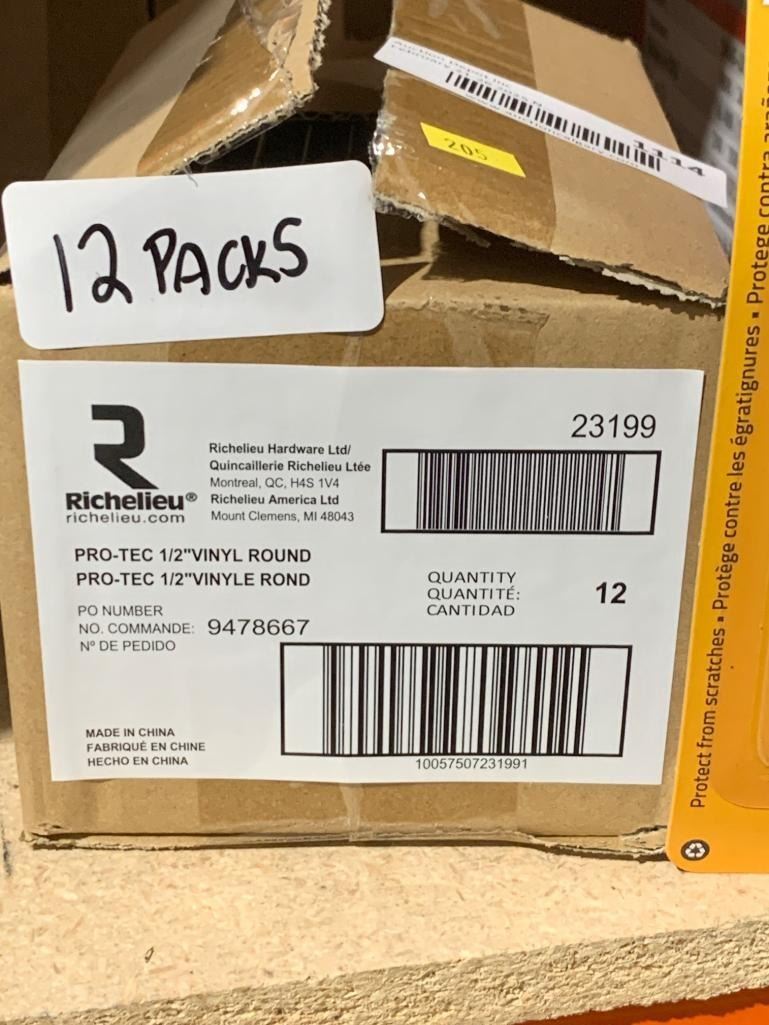 1114
205
12 PACKS
Richelieu®
richelieu.com
Richelieu Hardware Ltd/
Quincaillerie Richelieu Ltée
Montreal, QC, H4S 1V4
Richelieu America Ltd
Mount Clemens, MI 48043
23199
PRO-TEC 1/2"VINYL ROUND
PRO-TEC 1/2"VINYLE ROND
QUANTITY
QUANTITÉ:
CANTIDAD
12
PO NUMBER
NO. COMMANDE: 9478667
Nº DE PEDIDO
10057507231991
MADE IN CHINA
FABRIQUÉ EN CHINE
HECHO EN CHINA
Protect from scratches ▪ Protège contre les égratignures ▪ Protege contra